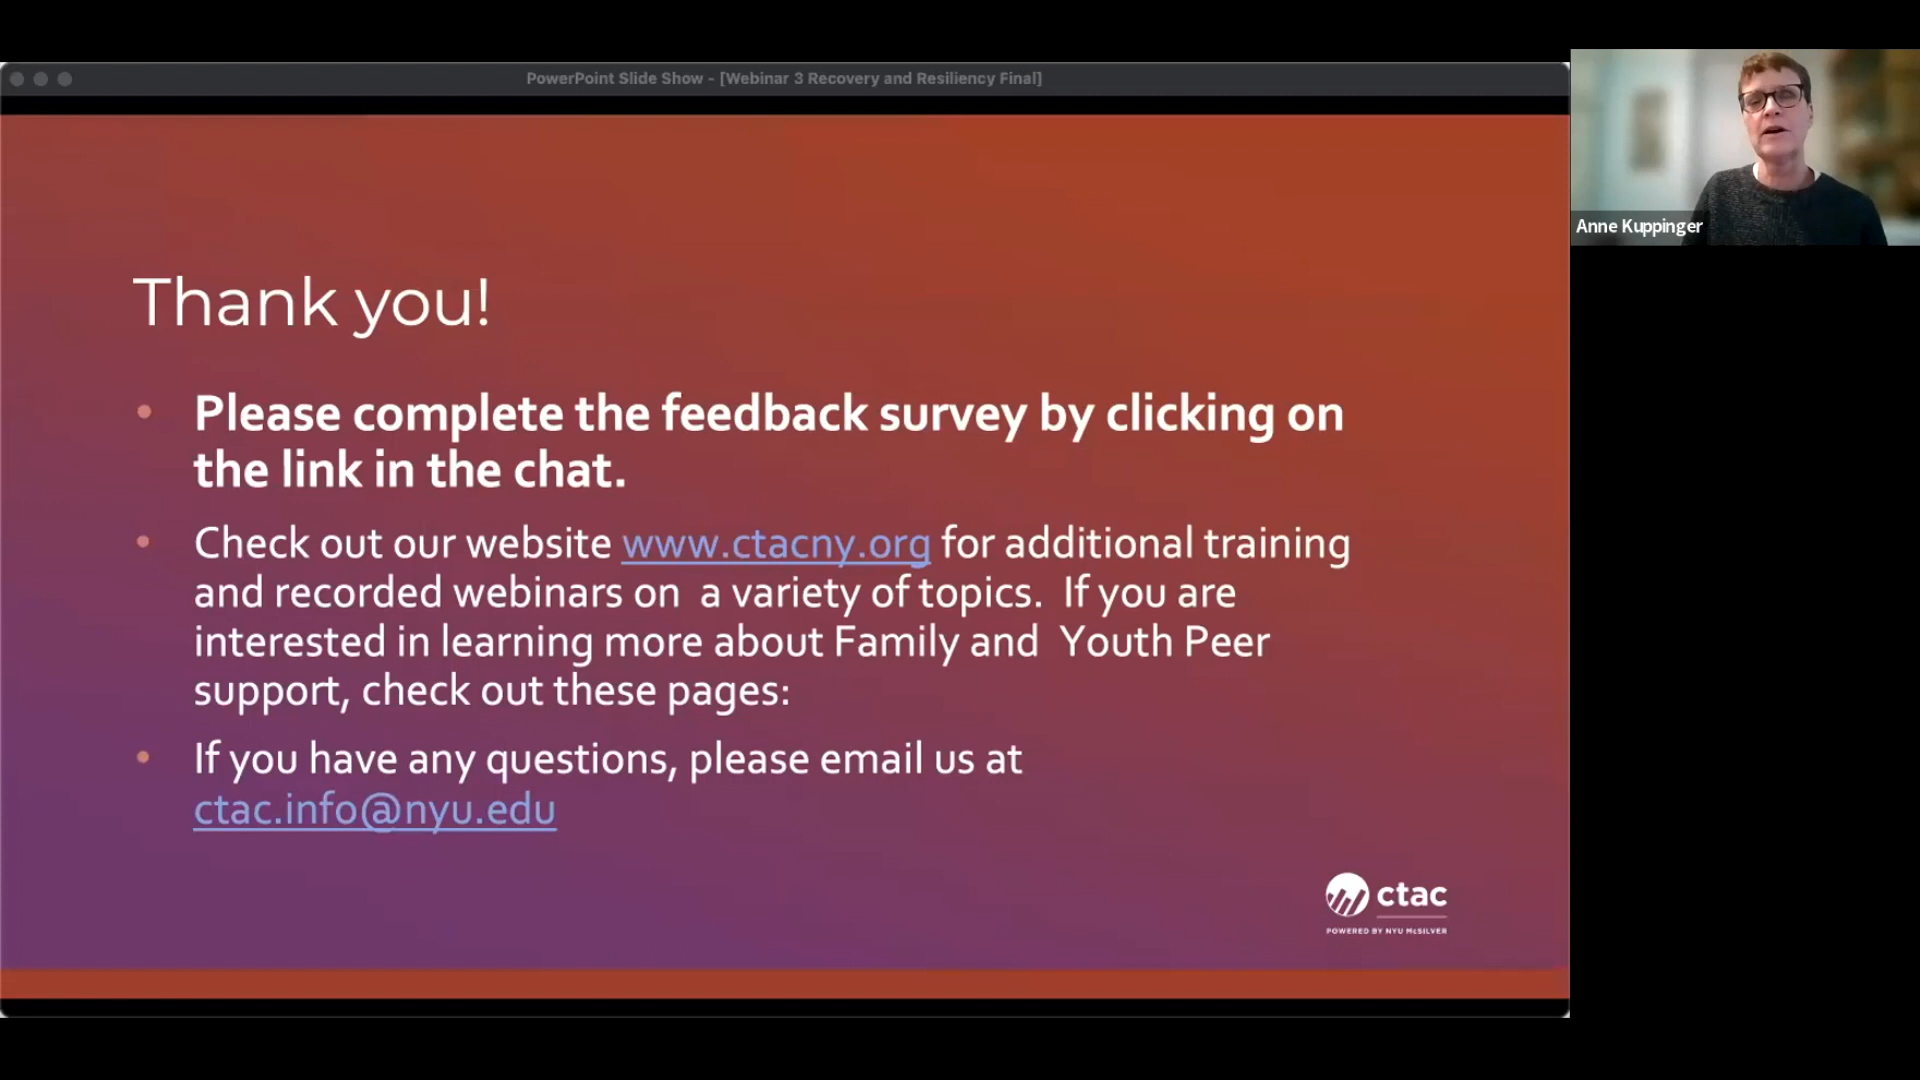 PowerPoint Slide Show - [Webinar 3 Recovery and Resiliency Final]
Anne Kuppinger
Thank you!
• Please complete the feedback survey by clicking on
the link in the chat.
• Check out our website www.ctacny.org for additional training
and recorded webinars on  a variety of topics.  If you are
interested in learning more about Family and  Youth Peer
support, check out these pages:
• If you have any questions, please email us at
ctac.info@nyu.edu
ctac
POWERED BY NYU McSILVER